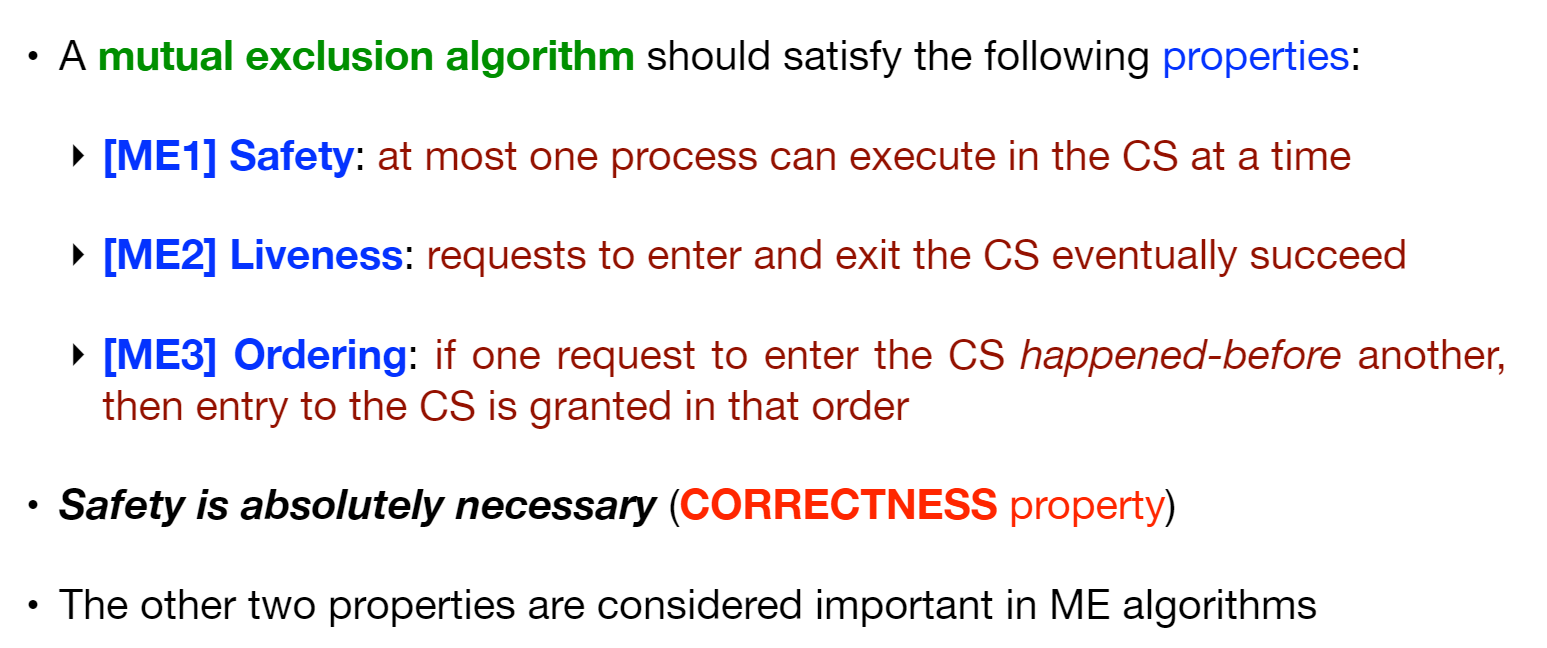 • A mutual exclusion algorithm should satisfy the following properties:
‣ [ME1] Safety: at most one process can execute in the CS at a time
‣ [ME2] Liveness: requests to enter and exit the CS eventually succeed
‣ [ME3] Ordering: if one request to enter the CS happened-before another,
then entry to the CS is granted in that order
• Safety is absolutely necessary (CORRECTNESS property)
• The other two properties are considered important in ME algorithms